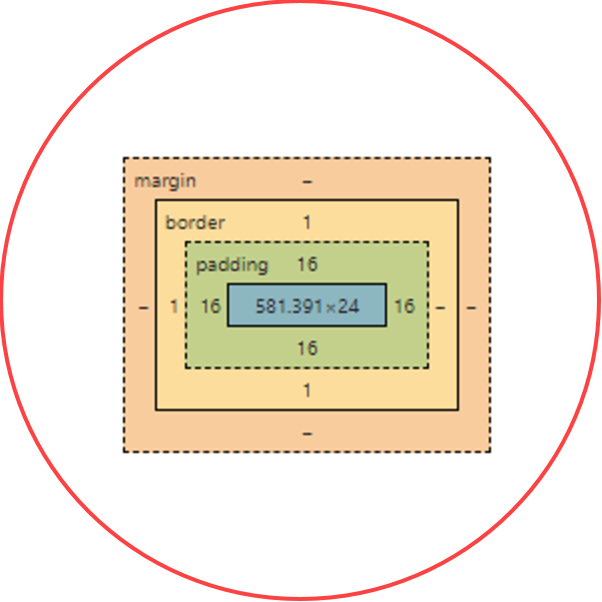 margin –
border 1
padding 16
– 1 16 581.391×24 16 – –
16
1
–